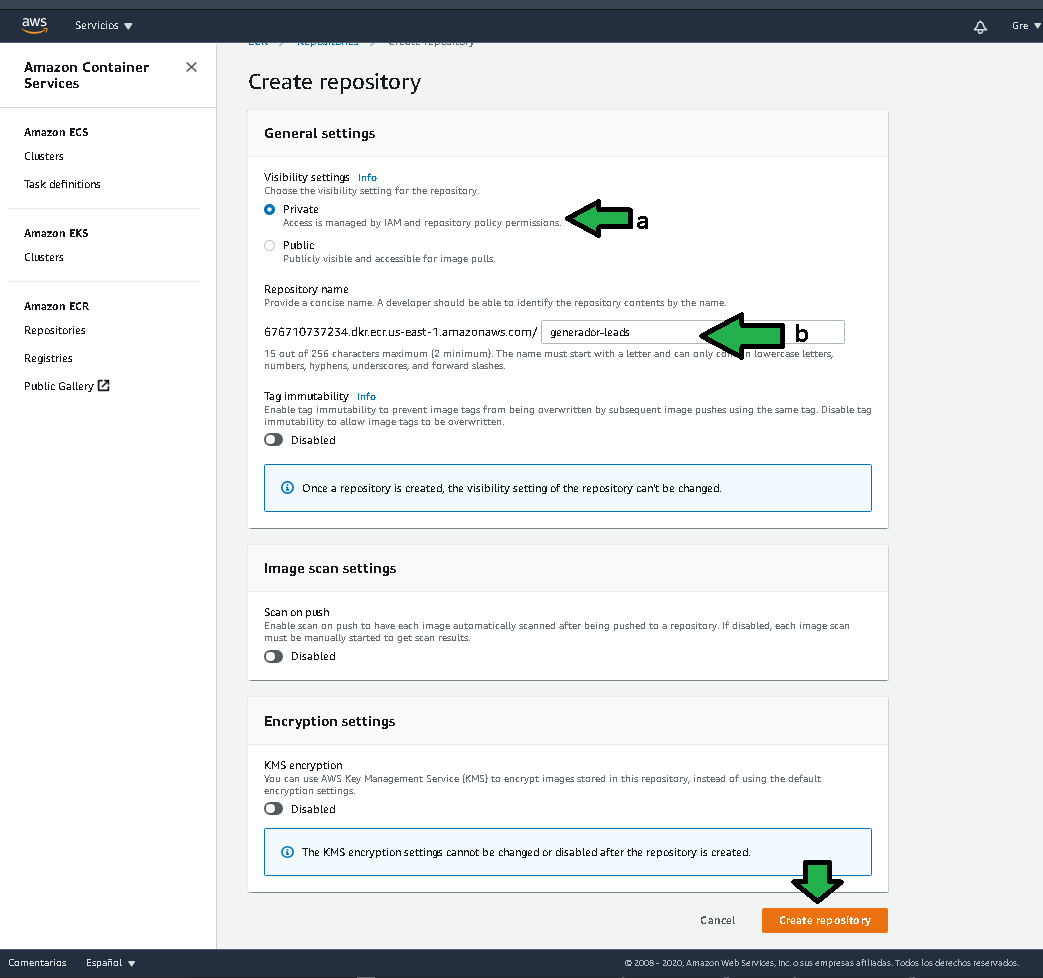 aws
Servicios
Gre
Amazon Container
Services
Amazon ECS
Clusters
Task definitions
Amazon EKS
Clusters
Amazon ECR
Repositories
Registries
Public Gallery
ECR Repositories Create repository
Create repository
General settings
Visibility settings Info
Choose the visibility setting for the repository.
Private
Access is managed by IAM and repository policy permissions.
a
Public
Publicly visible and accessible for image pulls.
Repository name
Provide a concise name. A developer should be able to identify the repository contents by the name.
676710737234.dkr.ecr.us-east-1.amazonaws.com/ generador-leads
b
15 out of 256 characters maximum (2 minimum). The name must start with a letter and can only lowercase letters,
numbers, hyphens, underscores, and forward slashes.
Tag immutability Info
Enable tag immutability to prevent image tags from being overwritten by subsequent image pushes using the same tag. Disable tag
immutability to allow image tags to be overwritten.
Disabled
Once a repository is created, the visibility setting of the repository can't be changed.
Image scan settings
Scan on push
Enable scan on push to have each image automatically scanned after being pushed to a repository. If disabled, each image scan
must be manually started to get scan results.
Disabled
Encryption settings
KMS encryption
You can use AWS Key Management Service (KMS) to encrypt images stored in this repository, instead of using the default
encryption settings.
Disabled
The KMS encryption settings cannot be changed or disabled after the repository is created.
Cancel
Create repository
Comentarios
Español
© 2008 - 2020, Amazon Web Services, Inc. o sus empresas afiliadas. Todos los derechos reservados.